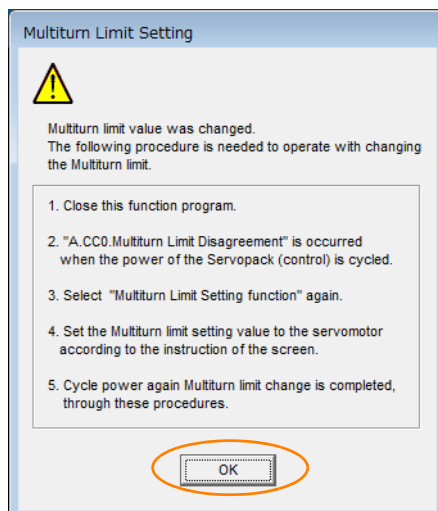 Multiturn Limit Setting
Multiturn limit value was changed.
The following procedure is needed to operate with changing
the Multiturn limit.
1. Close this function program.
2. "A.CC0.Multiturn Limit Disagreement" is occurred
when the power of the Servopack (control) is cycled.
3. Select "Multiturn Limit Setting function" again.
4. Set the Multiturn limit setting value to the servomotor
according to the instruction of the screen.
5. Cycle power again Multiturn limit change is completed,
through these procedures.
OK